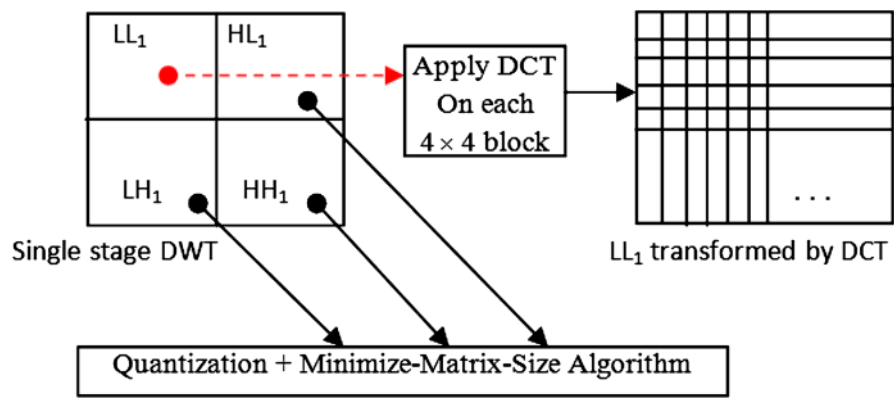 LL₁
HL₁
LH₁
HH₁
Single stage DWT
Apply DCT
On each
4 × 4 block
. . .
LL₁ transformed by DCT
Quantization + Minimize-Matrix-Size Algorithm